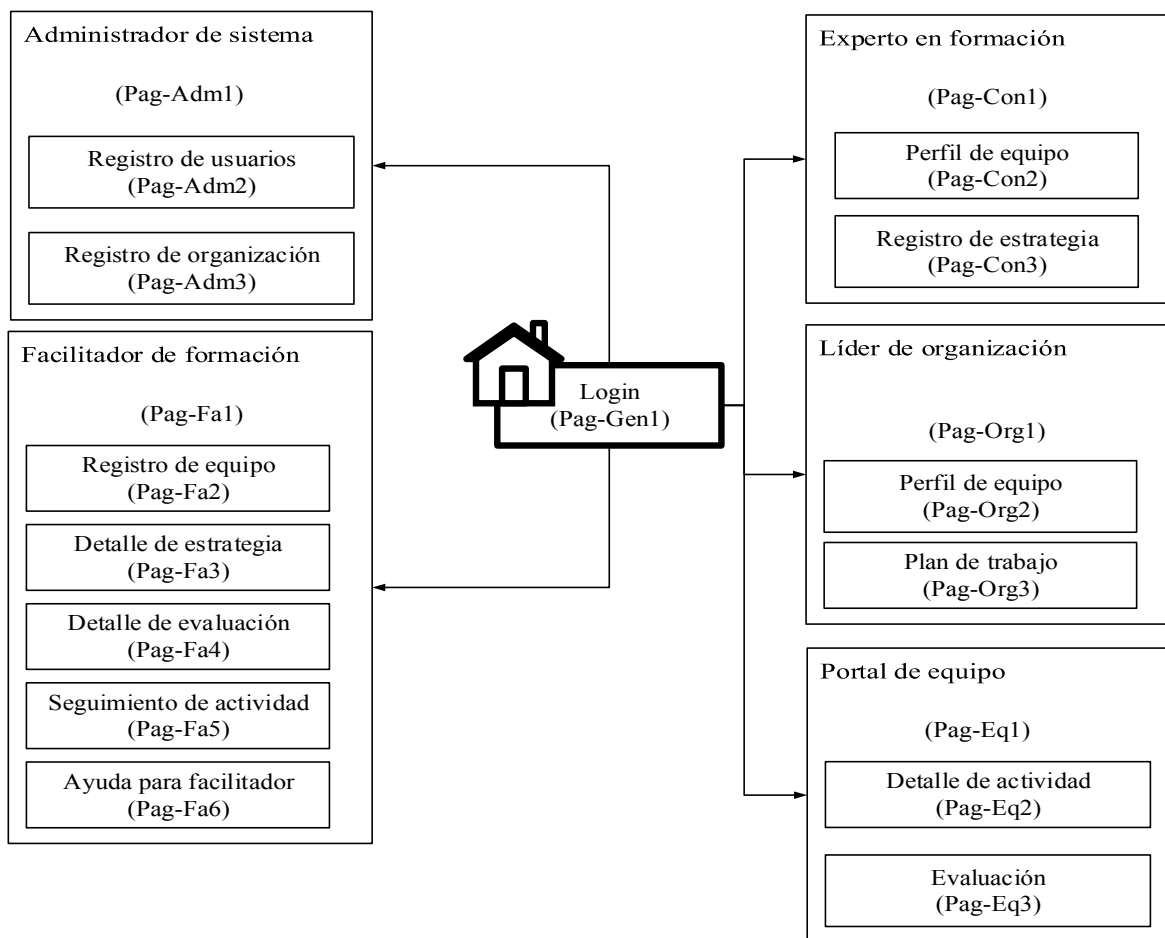 Administrador de sistema
(Pag-Adm1)
Registro de usuarios
(Pag-Adm2)
Registro de organización
(Pag-Adm3)
Facilitador de formación
(Pag-Fa1)
Registro de equipo
(Pag-Fa2)
Detalle de estrategia
(Pag-Fa3)
Detalle de evaluación
(Pag-Fa4)
Seguimiento de actividad
(Pag-Fa5)
Ayuda para facilitador
(Pag-Fa6)
Login
(Pag-Gen1)
Experto en formación
(Pag-Con1)
Perfil de equipo
(Pag-Con2)
Registro de estrategia
(Pag-Con3)
Líder de organización
(Pag-Org1)
Perfil de equipo
(Pag-Org2)
Plan de trabajo
(Pag-Org3)
Portal de equipo
(Pag-Eq1)
Detalle de actividad
(Pag-Eq2)
Evaluación
(Pag-Eq3)